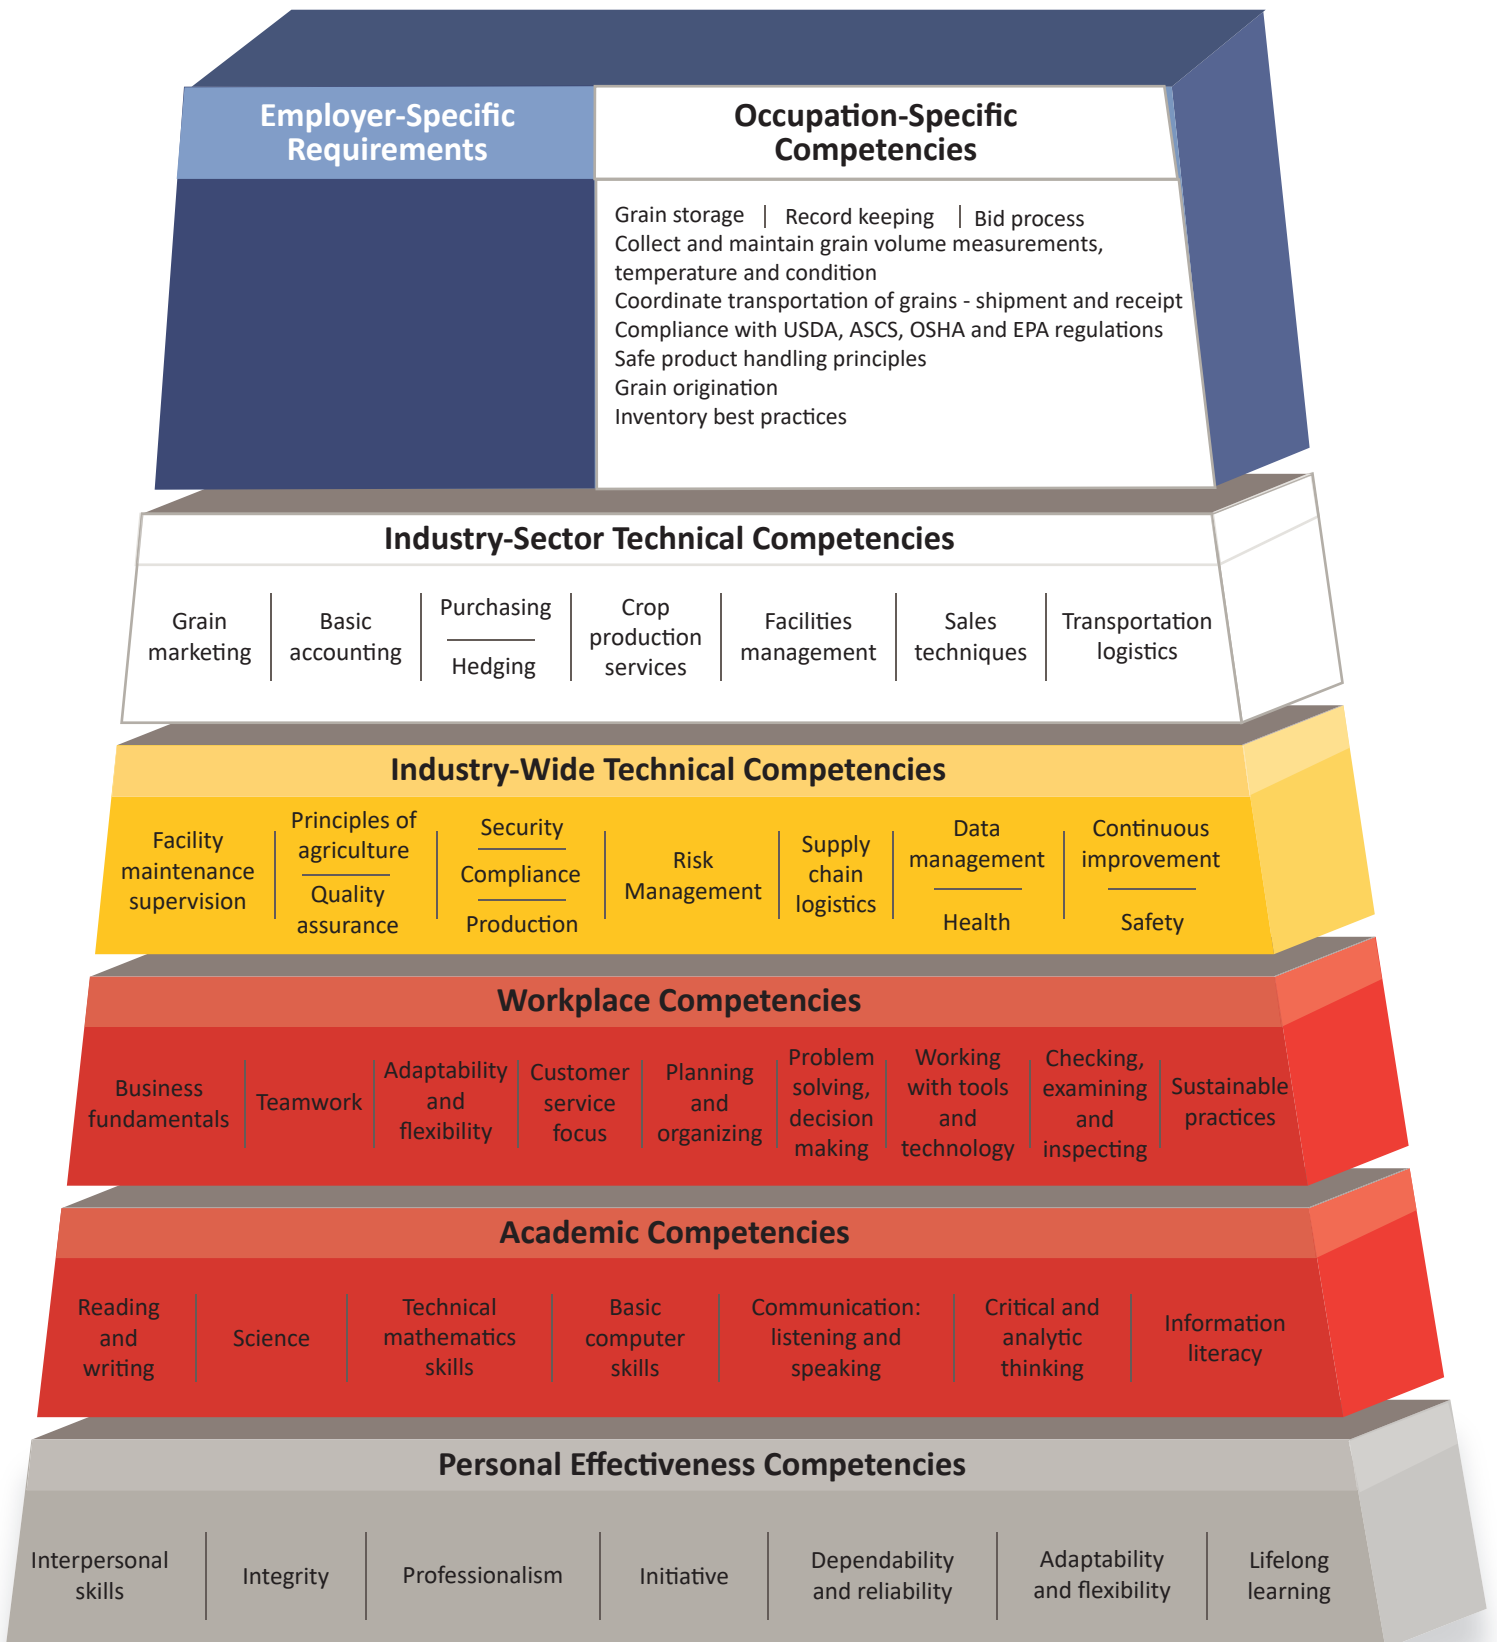 Employer-Specific
Requirements
Occupation-Specific
Competencies
Grain storage | Record keeping | Bid process
Collect and maintain grain volume measurements,
temperature and condition
Coordinate transportation of grains - shipment and receipt
Compliance with USDA, ASCS, OSHA and EPA regulations
Safe product handling principles
Grain origination
Inventory best practices
Industry-Sector Technical Competencies
Grain
marketing
Basic
accounting
Purchasing
Hedging
Crop
production
services
Facilities
management
Sales
techniques
Transportation
logistics
Industry-Wide Technical Competencies
Facility
maintenance
supervision
Principles of
agriculture
Quality
assurance
Security
Compliance
Production
Risk
Management
Supply
chain
logistics
Data
management
Health
Continuous
improvement
Safety
Workplace Competencies
Business
fundamentals
Teamwork
Adaptability
and
flexibility
Customer
service
focus
Planning
and
organizing
Problem
solving,
decision
making
Working
with tools
and
technology
Checking,
examining
and
inspecting
Sustainable
practices
Academic Competencies
Reading
and
writing
Science
Technical
mathematics
skills
Basic
computer
skills
Communication:
listening and
speaking
Critical and
analytic
thinking
Information
literacy
Personal Effectiveness Competencies
Interpersonal
skills
Integrity
Professionalism
Initiative
Dependability
and reliability
Adaptability
and flexibility
Lifelong
learning